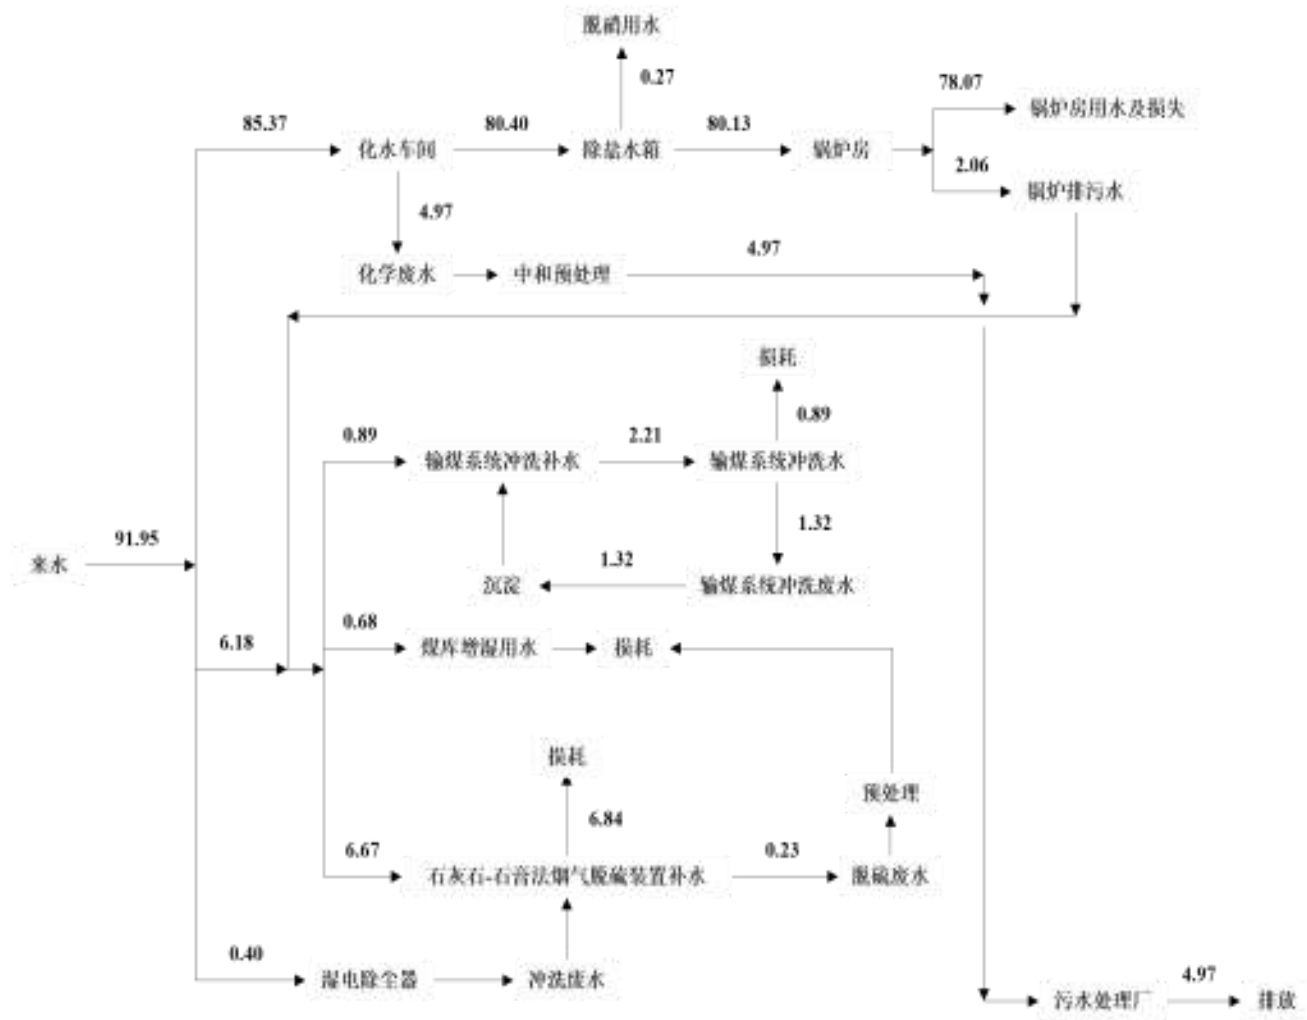 脱硝用水
0.27
78.07
锅炉房用水及损失
85.37
80.40
80.13
化水车间
除盐水箱
锅炉房
2.06
锅炉排污水
4.97
4.97
化学废水
中和预处理
损耗
0.89
0.89
2.21
输煤系统冲洗补水
输煤系统冲洗水
91.95
1.32
来水
1.32
沉淀
输煤系统冲洗废水
6.18
0.68
煤库增湿用水
损耗
损耗
预处理
6.84
6.67
0.23
石灰石-石膏法烟气脱硫装置补水
脱硫废水
0.40
湿电除尘器
冲洗废水
4.97
污水处理厂
排放